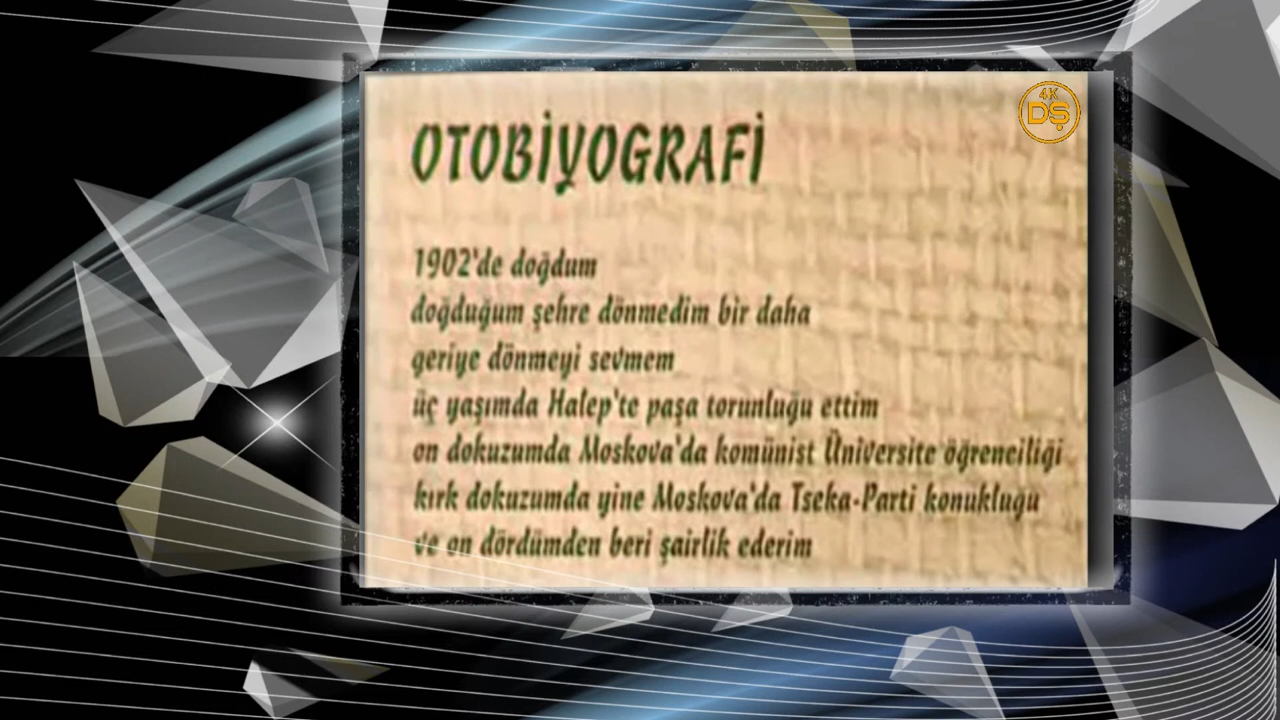 4K
DŞ
OTOBİYOGRAFİ
1902'de doğdum
doğduğum şehre dönmedim bir daha
geriye dönmeyi sevmem
üç yaşımda Halep'te paşa torunluğu ettim
on dokuzumda Moskova'da komünist Üniversite öğrenciliği
kırk dokuzumda yine Moskova'da Tseka-Parti konukluğu
ve on dördümden beri şairlik ederim